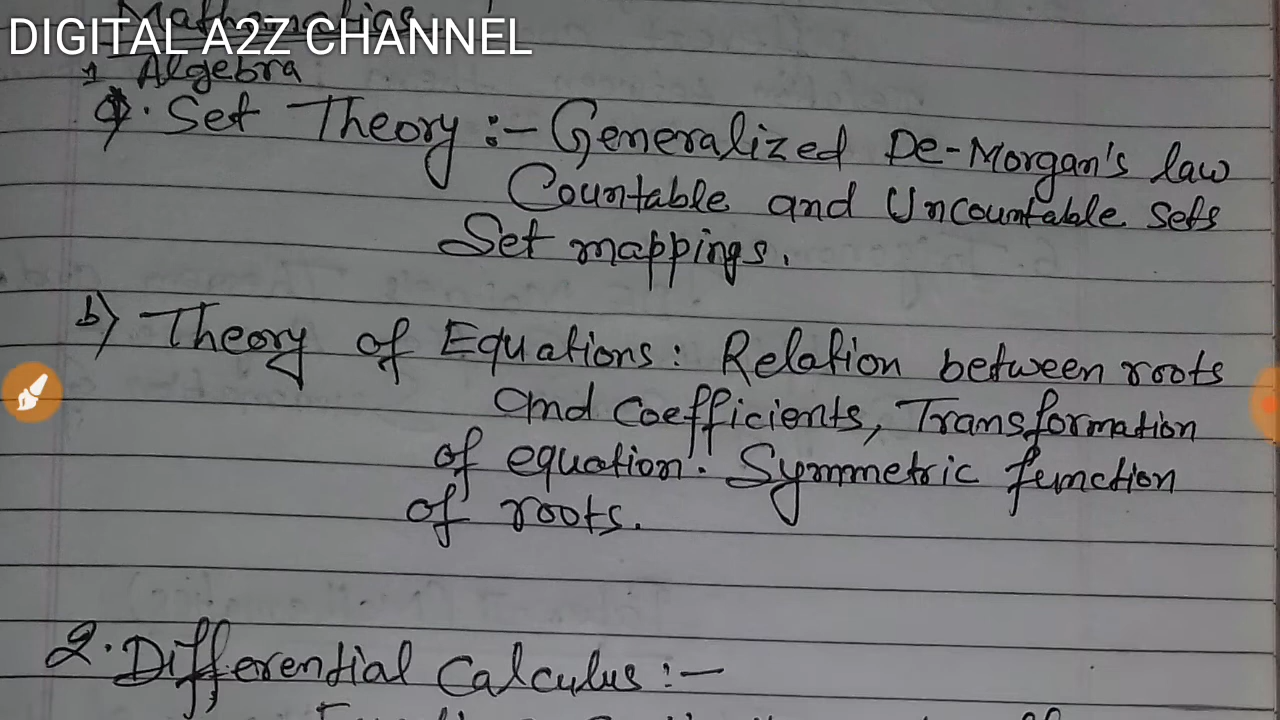 Mathematics
DIGITAL A2Z CHANNEL
1 Algebra
a. Set Theory :- Generalized De-Morgan's law
Countable and Uncountable sets
Set mappings.
b) Theory of Equations: Relation between roots
and coefficients, Transformation
of equation. Symmetric function
of roots.
2. Differential Calculus :-